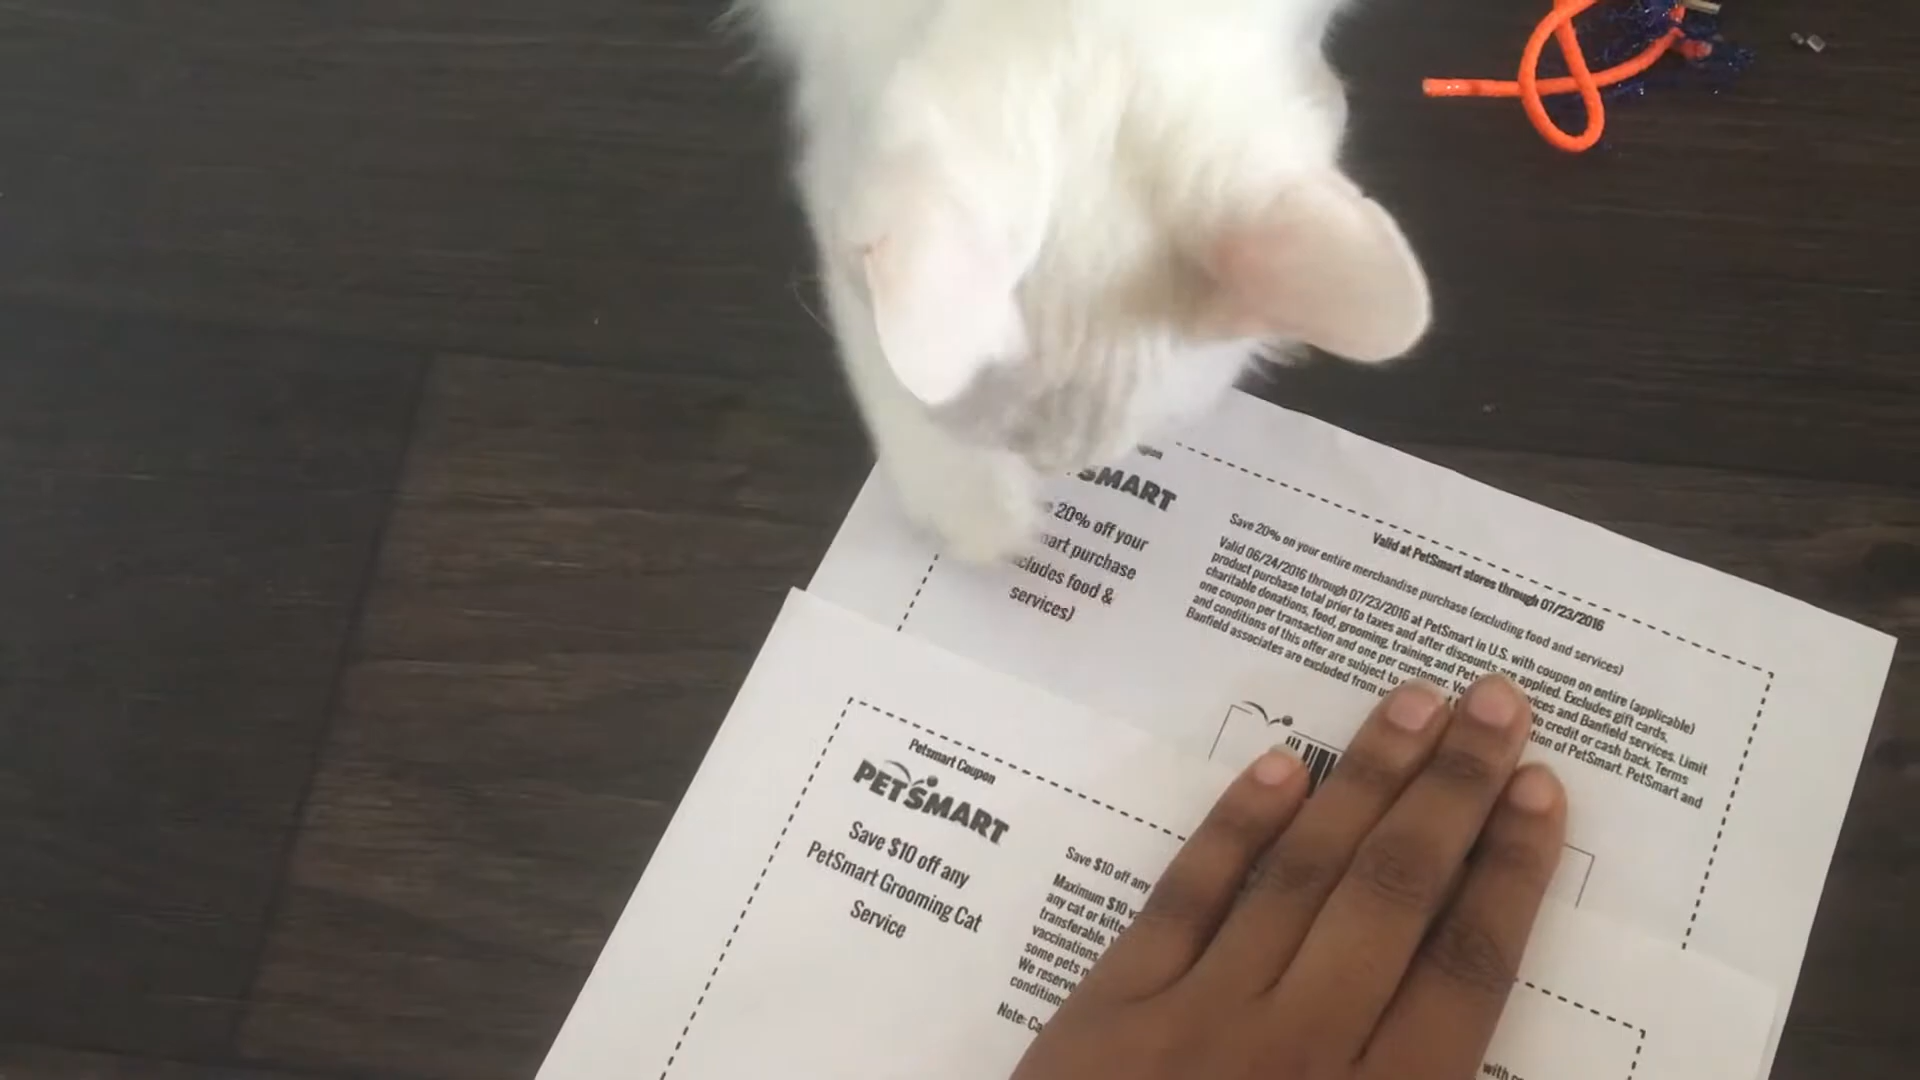 SMART
20% off your
purchase
food &
services)
Valid at PetSmart stores through 07/23/2016
Save 20% on your entire merchandise purchase (excluding food and services)
Valid 06/24/2016 through 07/23/2016 at PetSmart in U.S. with coupon on entire (applicable)
product purchase total prior to taxes and after discounts are applied. Excludes gift cards,
charitable donations, food, grooming, training and Pets vices and Banfield services. Limit
one coupon per transaction and one per customer. No credit or cash back. Terms
and conditions of this offer are subject to tion of PetSmart. PetSmart and
Banfield associates are excluded from
Petsmart Coupon
PETSMART
Save $10 off any
PetSmart Grooming Cat
Service
Save $10 off any
Maximum $10
any cat or
transferable.
vaccinations
some pets
We reserve
condition
Note:
with